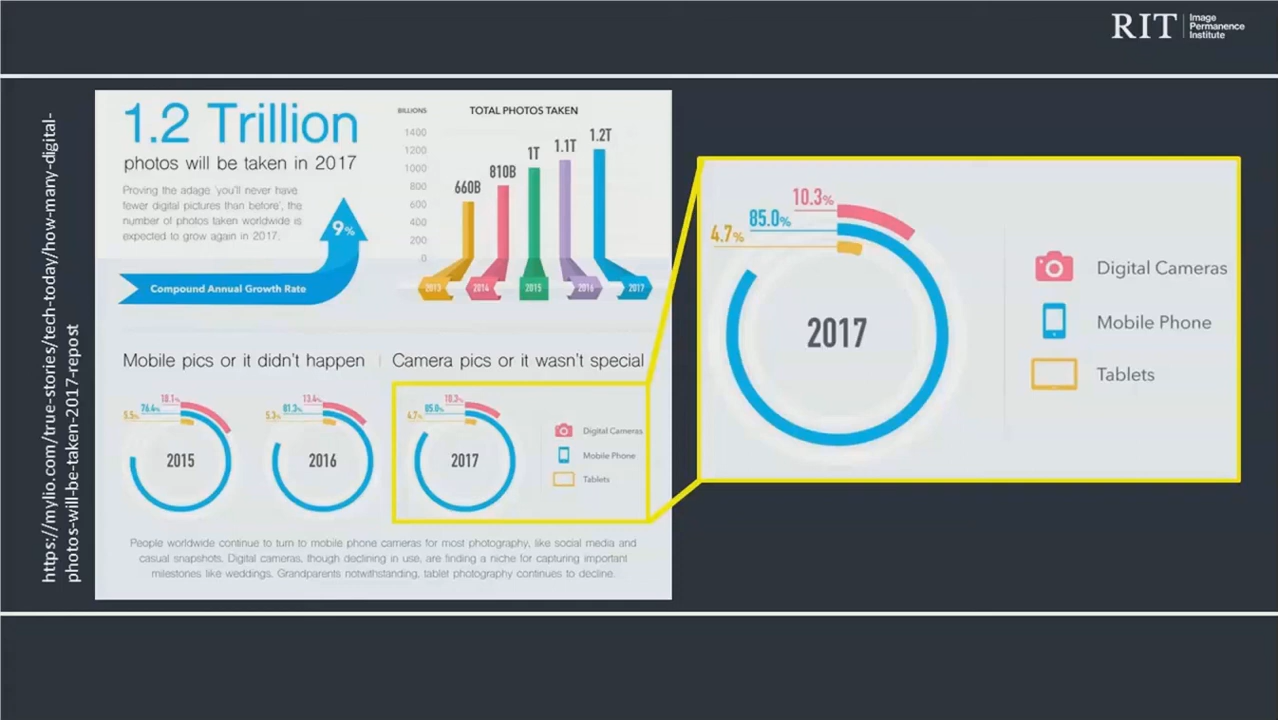 RIT
Image
Permanence
Institute
https://mylio.com/true-stories/tech-today/how-many-digital-
photos-will-be-taken-2017-repost
1.2 Trillion
photos will be taken in 2017
Proving the adage 'you'll never have
fewer digital pictures than before', the
number of photos taken worldwide is
expected to grow again in 2017.
9%
Compound Annual Growth Rate
BILLIONS
TOTAL PHOTOS TAKEN
1400
1200
1000
800
600
400
200
0
660B
810B
1T
1.1T
1.2T
2013
2014
2015
2016
2017
Mobile pics or it didn't happen
Camera pics or it wasn't special
18.1%
76.4%
5.5%
2015
13.4%
81.3%
5.3%
2016
10.3%
85.0%
4.7%
2017
Digital Cameras
Mobile Phone
Tablets
People worldwide continue to turn to mobile phone cameras for most photography, like social media and
casual snapshots. Digital cameras, though declining in use, are finding a niche for capturing important
milestones like weddings. Grandparents notwithstanding, tablet photography continues to decline.
10.3%
85.0%
4.7%
2017
Digital Cameras
Mobile Phone
Tablets